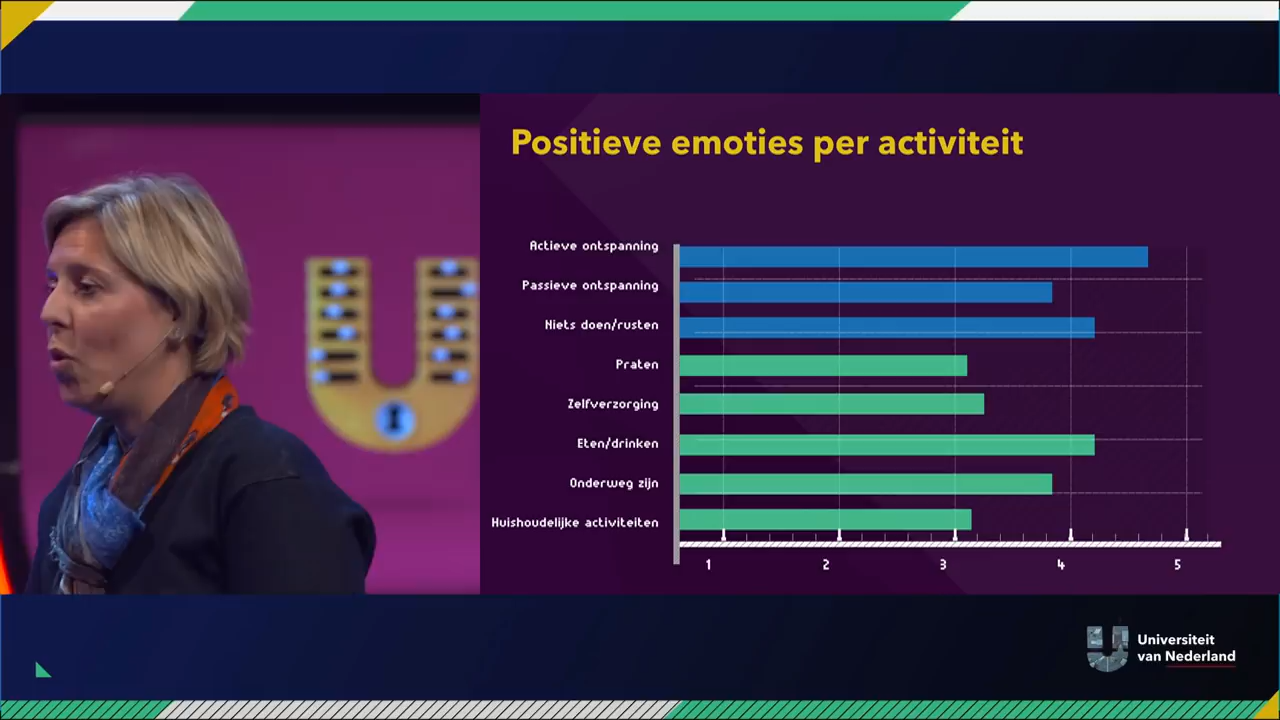 Positieve emoties per activiteit
Actieve ontspanning
Passieve ontspanning
Niets doen/rusten
Praten
Zelfverzorging
Eten/drinken
Onderweg zijn
Huishoudelijke activiteiten
1 2 3 4 5
Universiteit
van Nederland